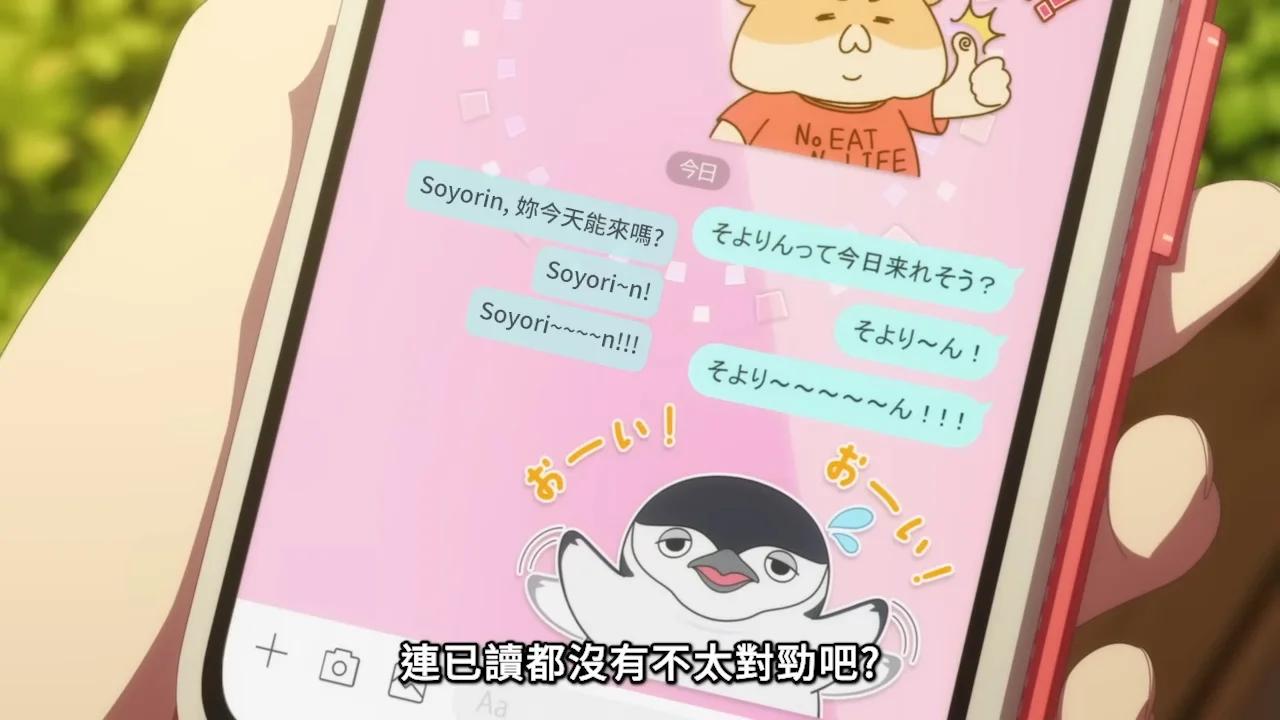 No EAT
No LIFE
今日
Soyorin, 妳今天能來嗎?
そよりんって今日来れそう？
Soyori~n!
そより～ん！
Soyori~~~~n!!!
そより～～～～～ん！！！
おーい！
おーい！
連已讀都沒有不太對勁吧?
Aa